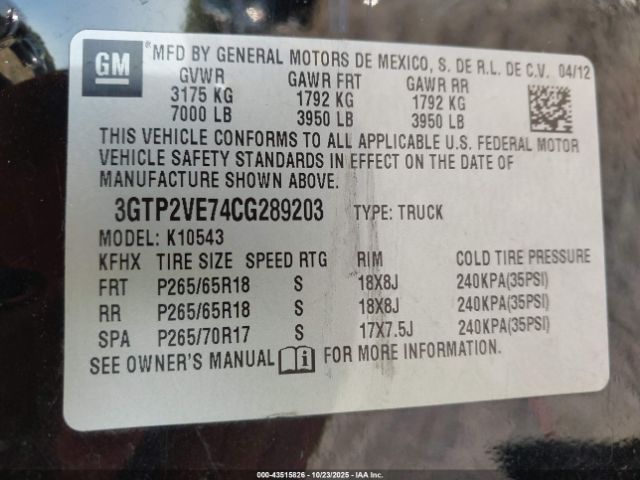 GM
MFD BY GENERAL MOTORS DE MEXICO, S. DE R.L. DE C.V. 04/12
GVWR GAWR FRT GAWR RR
3175 KG 1792 KG 1792 KG
7000 LB 3950 LB 3950 LB
THIS VEHICLE CONFORMS TO ALL APPLICABLE U.S. FEDERAL MOTOR
VEHICLE SAFETY STANDARDS IN EFFECT ON THE DATE OF
MANUFACTURE SHOWN ABOVE.
3GTP2VE74CG289203 TYPE: TRUCK
MODEL: K10543
KFHX TIRE SIZE SPEED RTG RIM COLD TIRE PRESSURE
FRT P265/65R18 S 18X8J 240KPA(35PSI)
RR P265/65R18 S 18X8J 240KPA(35PSI)
SPA P265/70R17 S 17X7.5J 240KPA(35PSI)
SEE OWNER'S MANUAL FOR MORE INFORMATION.
000-43515826 - 10/23/2025 - IAA, Inc.